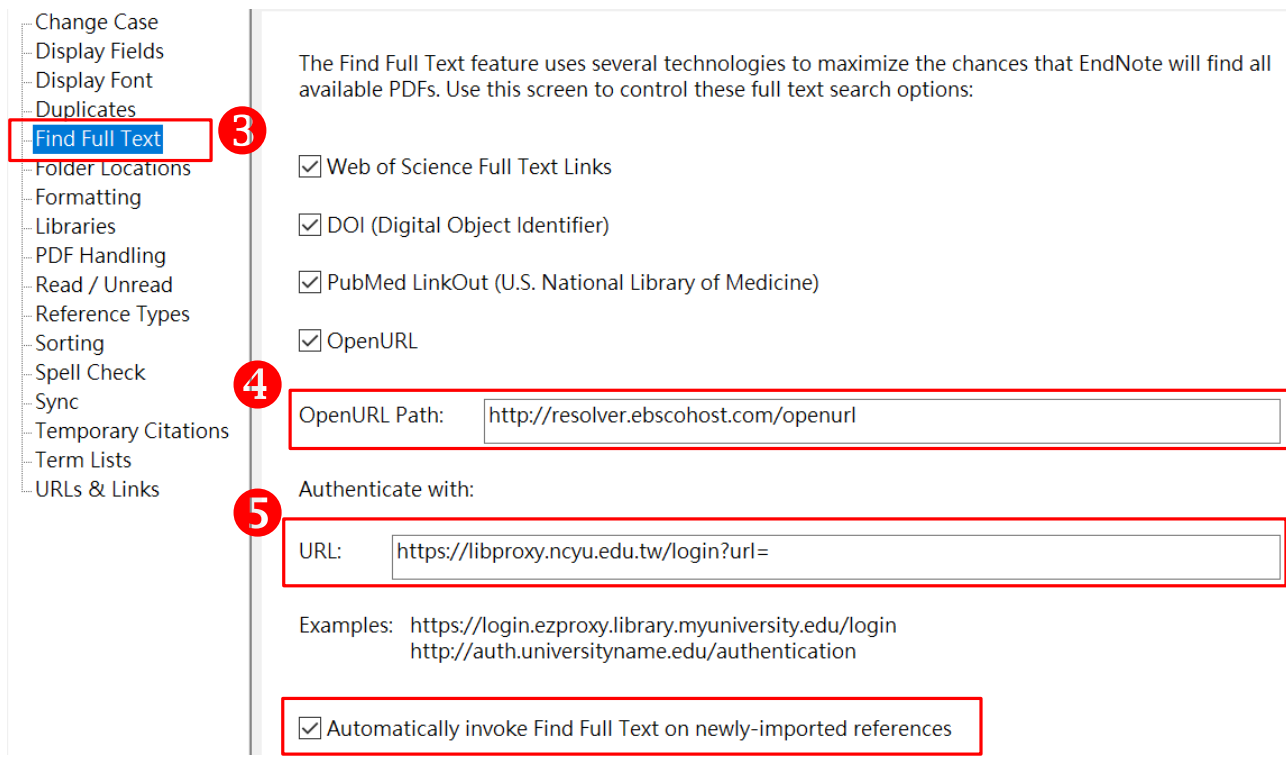 Change Case
Display Fields
Display Font
Duplicates
Find Full Text
3
Folder Locations
Formatting
Libraries
PDF Handling
Read / Unread
Reference Types
Sorting
Spell Check
Sync
Temporary Citations
Term Lists
URLs & Links
The Find Full Text feature uses several technologies to maximize the chances that EndNote will find all
available PDFs. Use this screen to control these full text search options:
Web of Science Full Text Links
DOI (Digital Object Identifier)
PubMed LinkOut (U.S. National Library of Medicine)
OpenURL
4
OpenURL Path: http://resolver.ebscohost.com/openurl
Authenticate with:
5
URL: https://libproxy.ncyu.edu.tw/login?url=
Examples: https://login.ezproxy.library.myuniversity.edu/login
http://auth.universityname.edu/authentication
Automatically invoke Find Full Text on newly-imported references